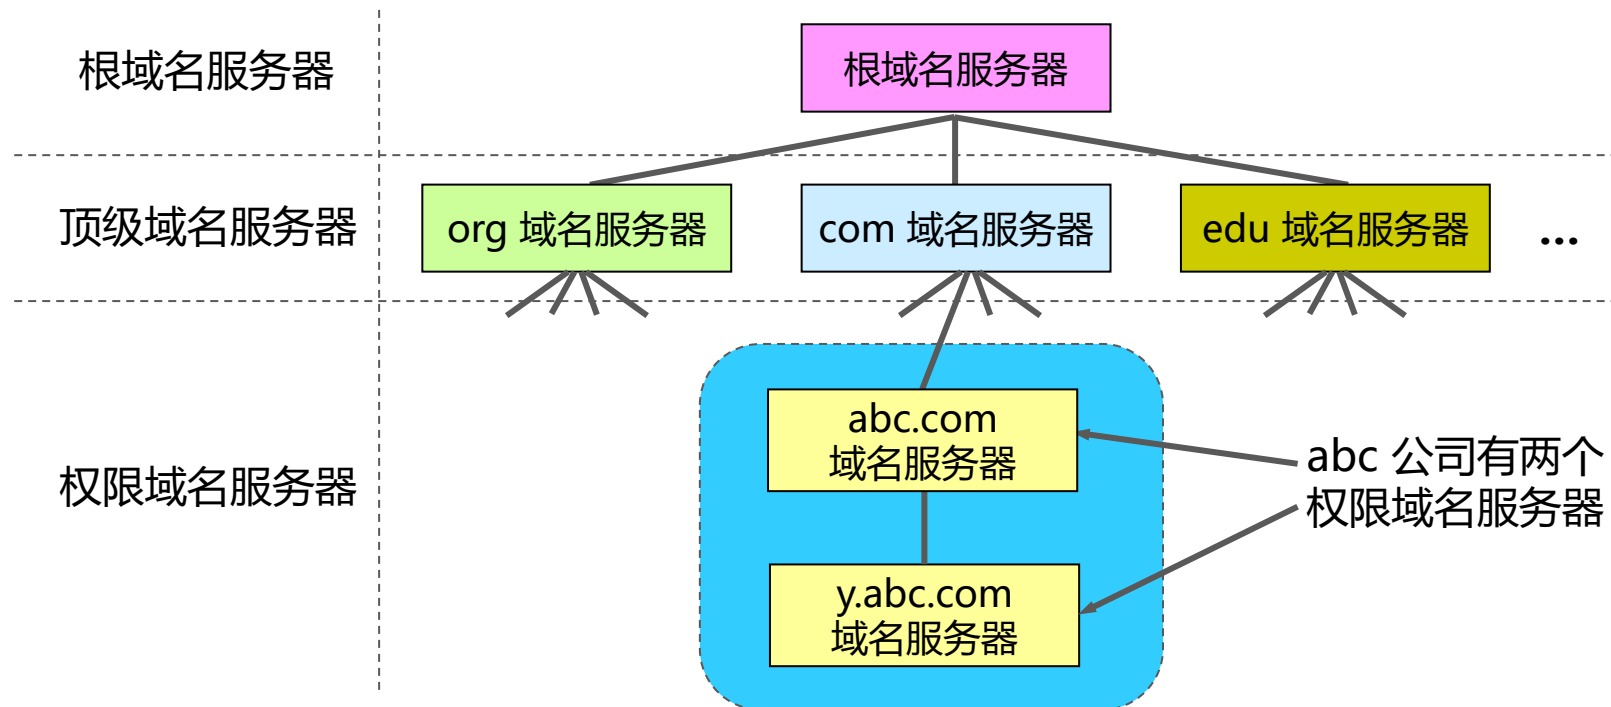 根域名服务器
根域名服务器
顶级域名服务器
org 域名服务器
com 域名服务器
edu 域名服务器
...
权限域名服务器
abc.com
域名服务器
y.abc.com
域名服务器
abc 公司有两个
权限域名服务器